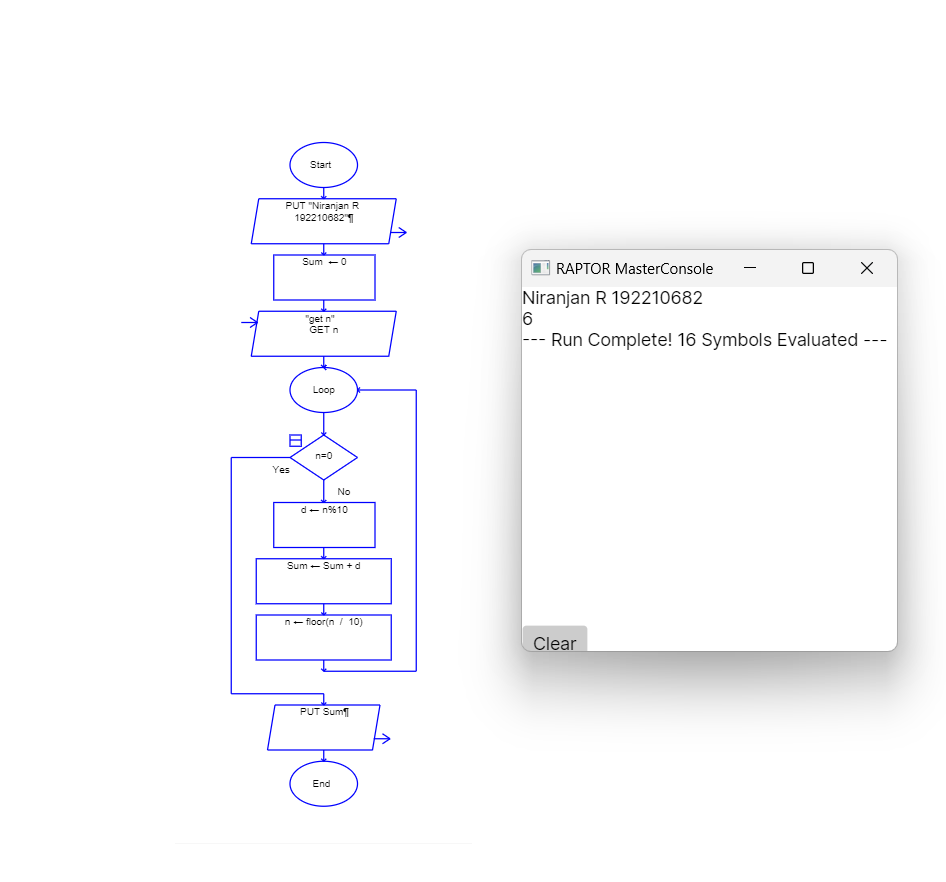 Start
PUT "Niranjan R
192210682"¶
Sum ← 0
"get n"
GET n
Loop
n=0
Yes
No
d ← n%10
Sum ← Sum + d
n ← floor(n / 10)
PUT Sum¶
End
RAPTOR MasterConsole
Niranjan R 192210682
6
--- Run Complete! 16 Symbols Evaluated ---
Clear